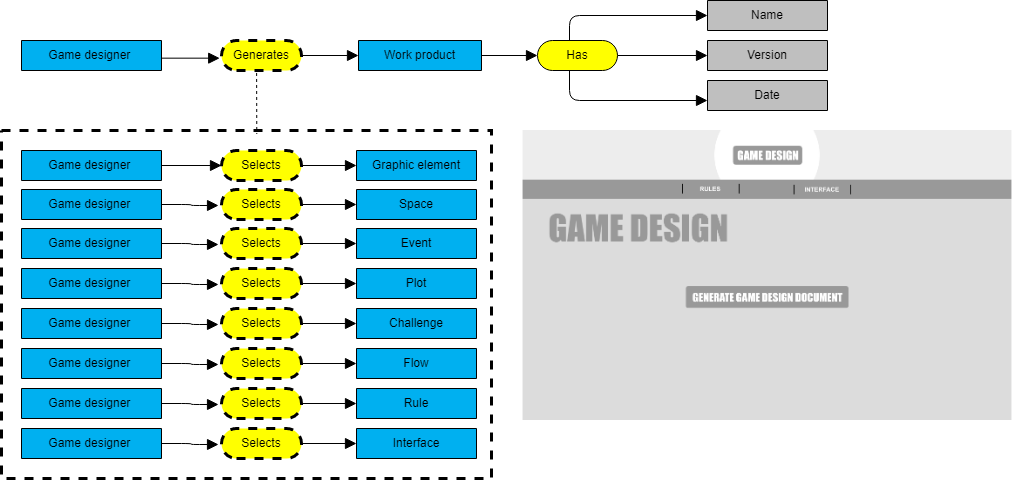 Name
Game designer Generates Work product Has Version
Date
Game designer Selects Graphic element
Game designer Selects Space
Game designer Selects Event
Game designer Selects Plot
Game designer Selects Challenge
Game designer Selects Flow
Game designer Selects Rule
Game designer Selects Interface
GAME DESIGN
RULES INTERFACE
GAME DESIGN
GENERATE GAME DESIGN DOCUMENT